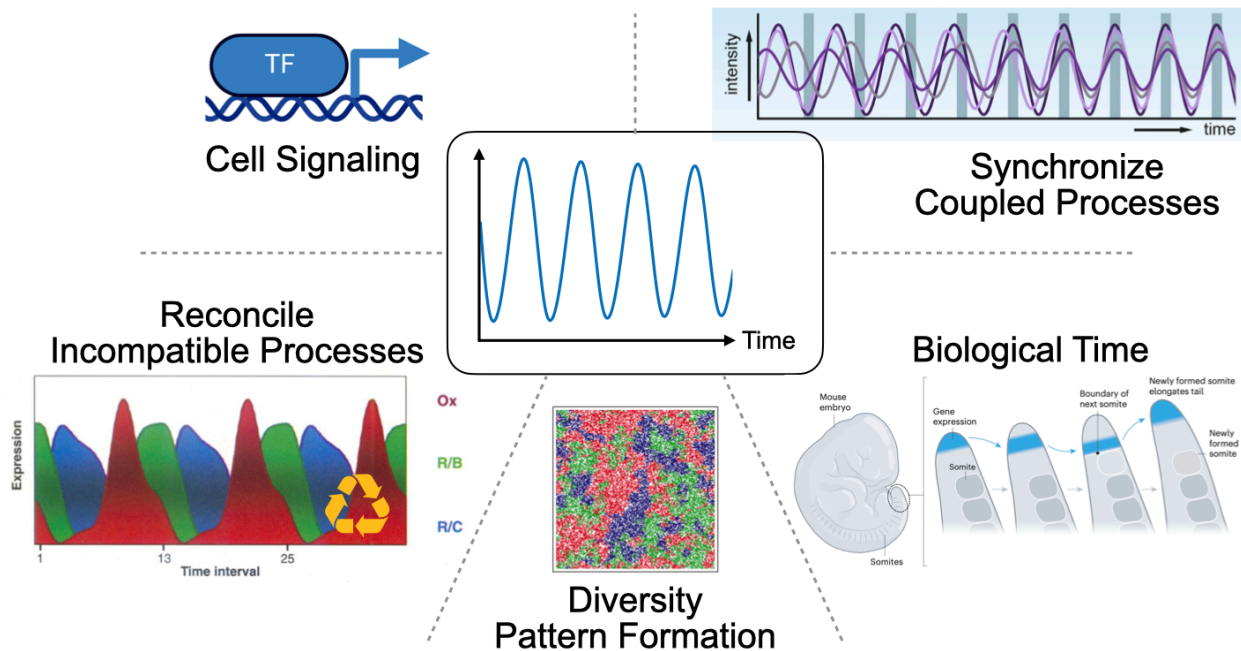 TF
Cell Signaling
intensity
time
Synchronize
Coupled Processes
Time
Reconcile
Incompatible Processes
Expression
Ox
R/B
R/C
1
13
25
Time interval
Diversity
Pattern Formation
Biological Time
Mouse
embryo
Somites
Gene
expression
Somite
Boundary of
next somite
Newly formed somite
elongates tail
Newly
formed
somite